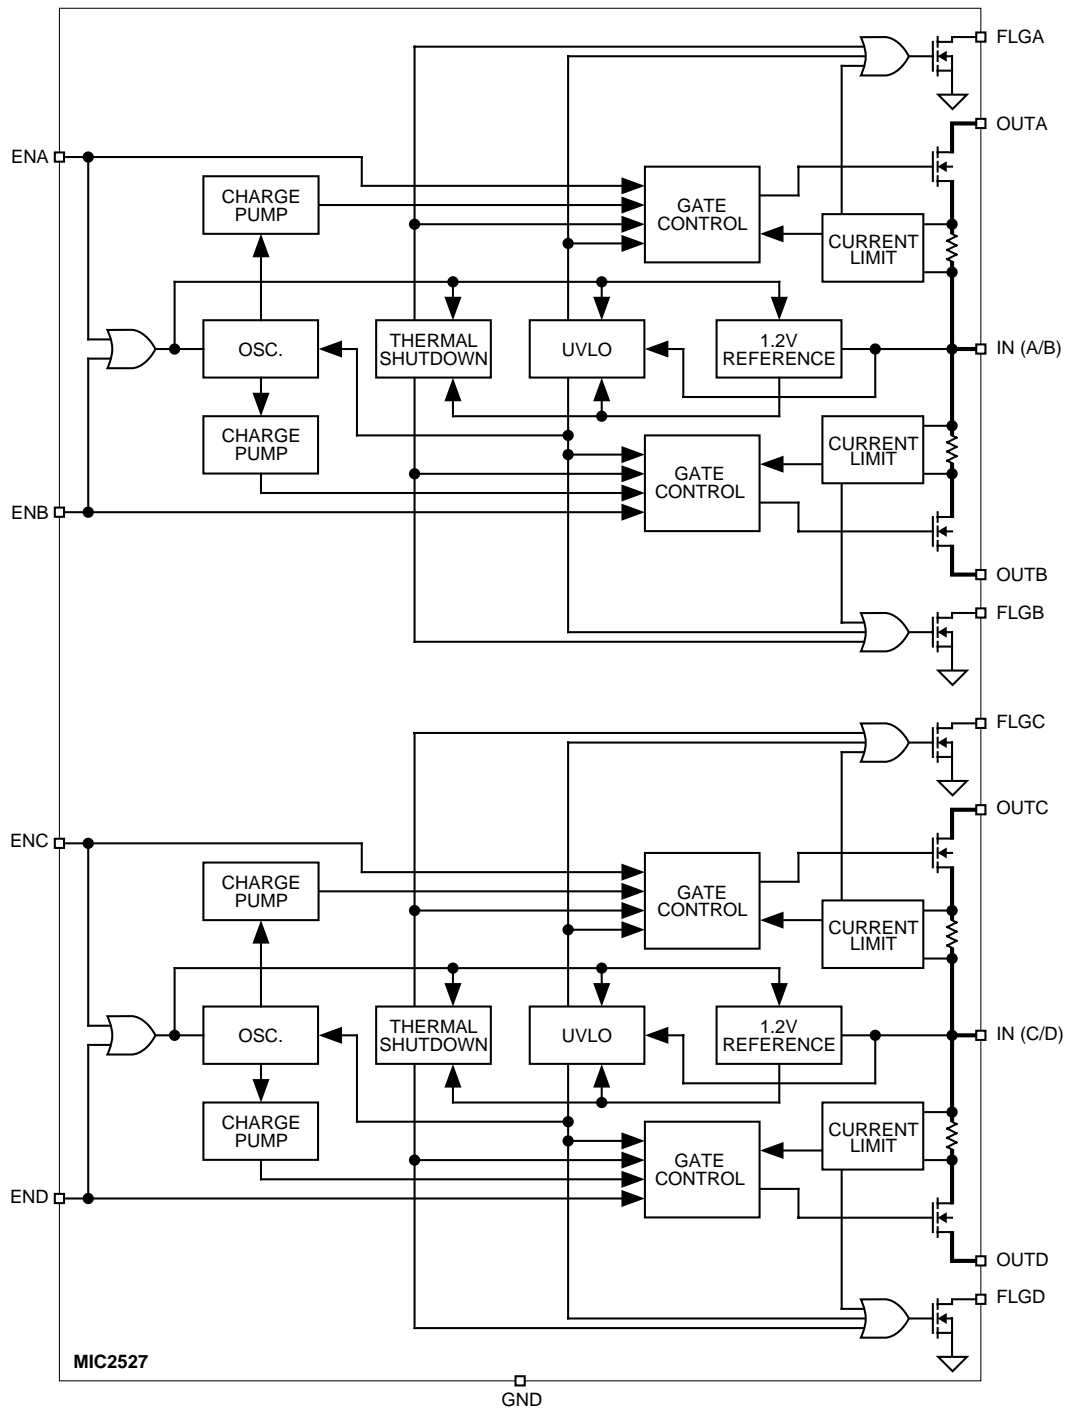 FLGA
OUTA
ENA
CHARGE
PUMP
GATE
CONTROL
CURRENT
LIMIT
OSC.
THERMAL
SHUTDOWN
UVLO
1.2V
REFERENCE
IN (A/B)
CHARGE
PUMP
GATE
CONTROL
CURRENT
LIMIT
ENB
OUTB
FLGB
FLGC
OUTC
ENC
CHARGE
PUMP
GATE
CONTROL
CURRENT
LIMIT
OSC.
THERMAL
SHUTDOWN
UVLO
1.2V
REFERENCE
IN (C/D)
CHARGE
PUMP
GATE
CONTROL
CURRENT
LIMIT
END
OUTD
FLGD
MIC2527
GND